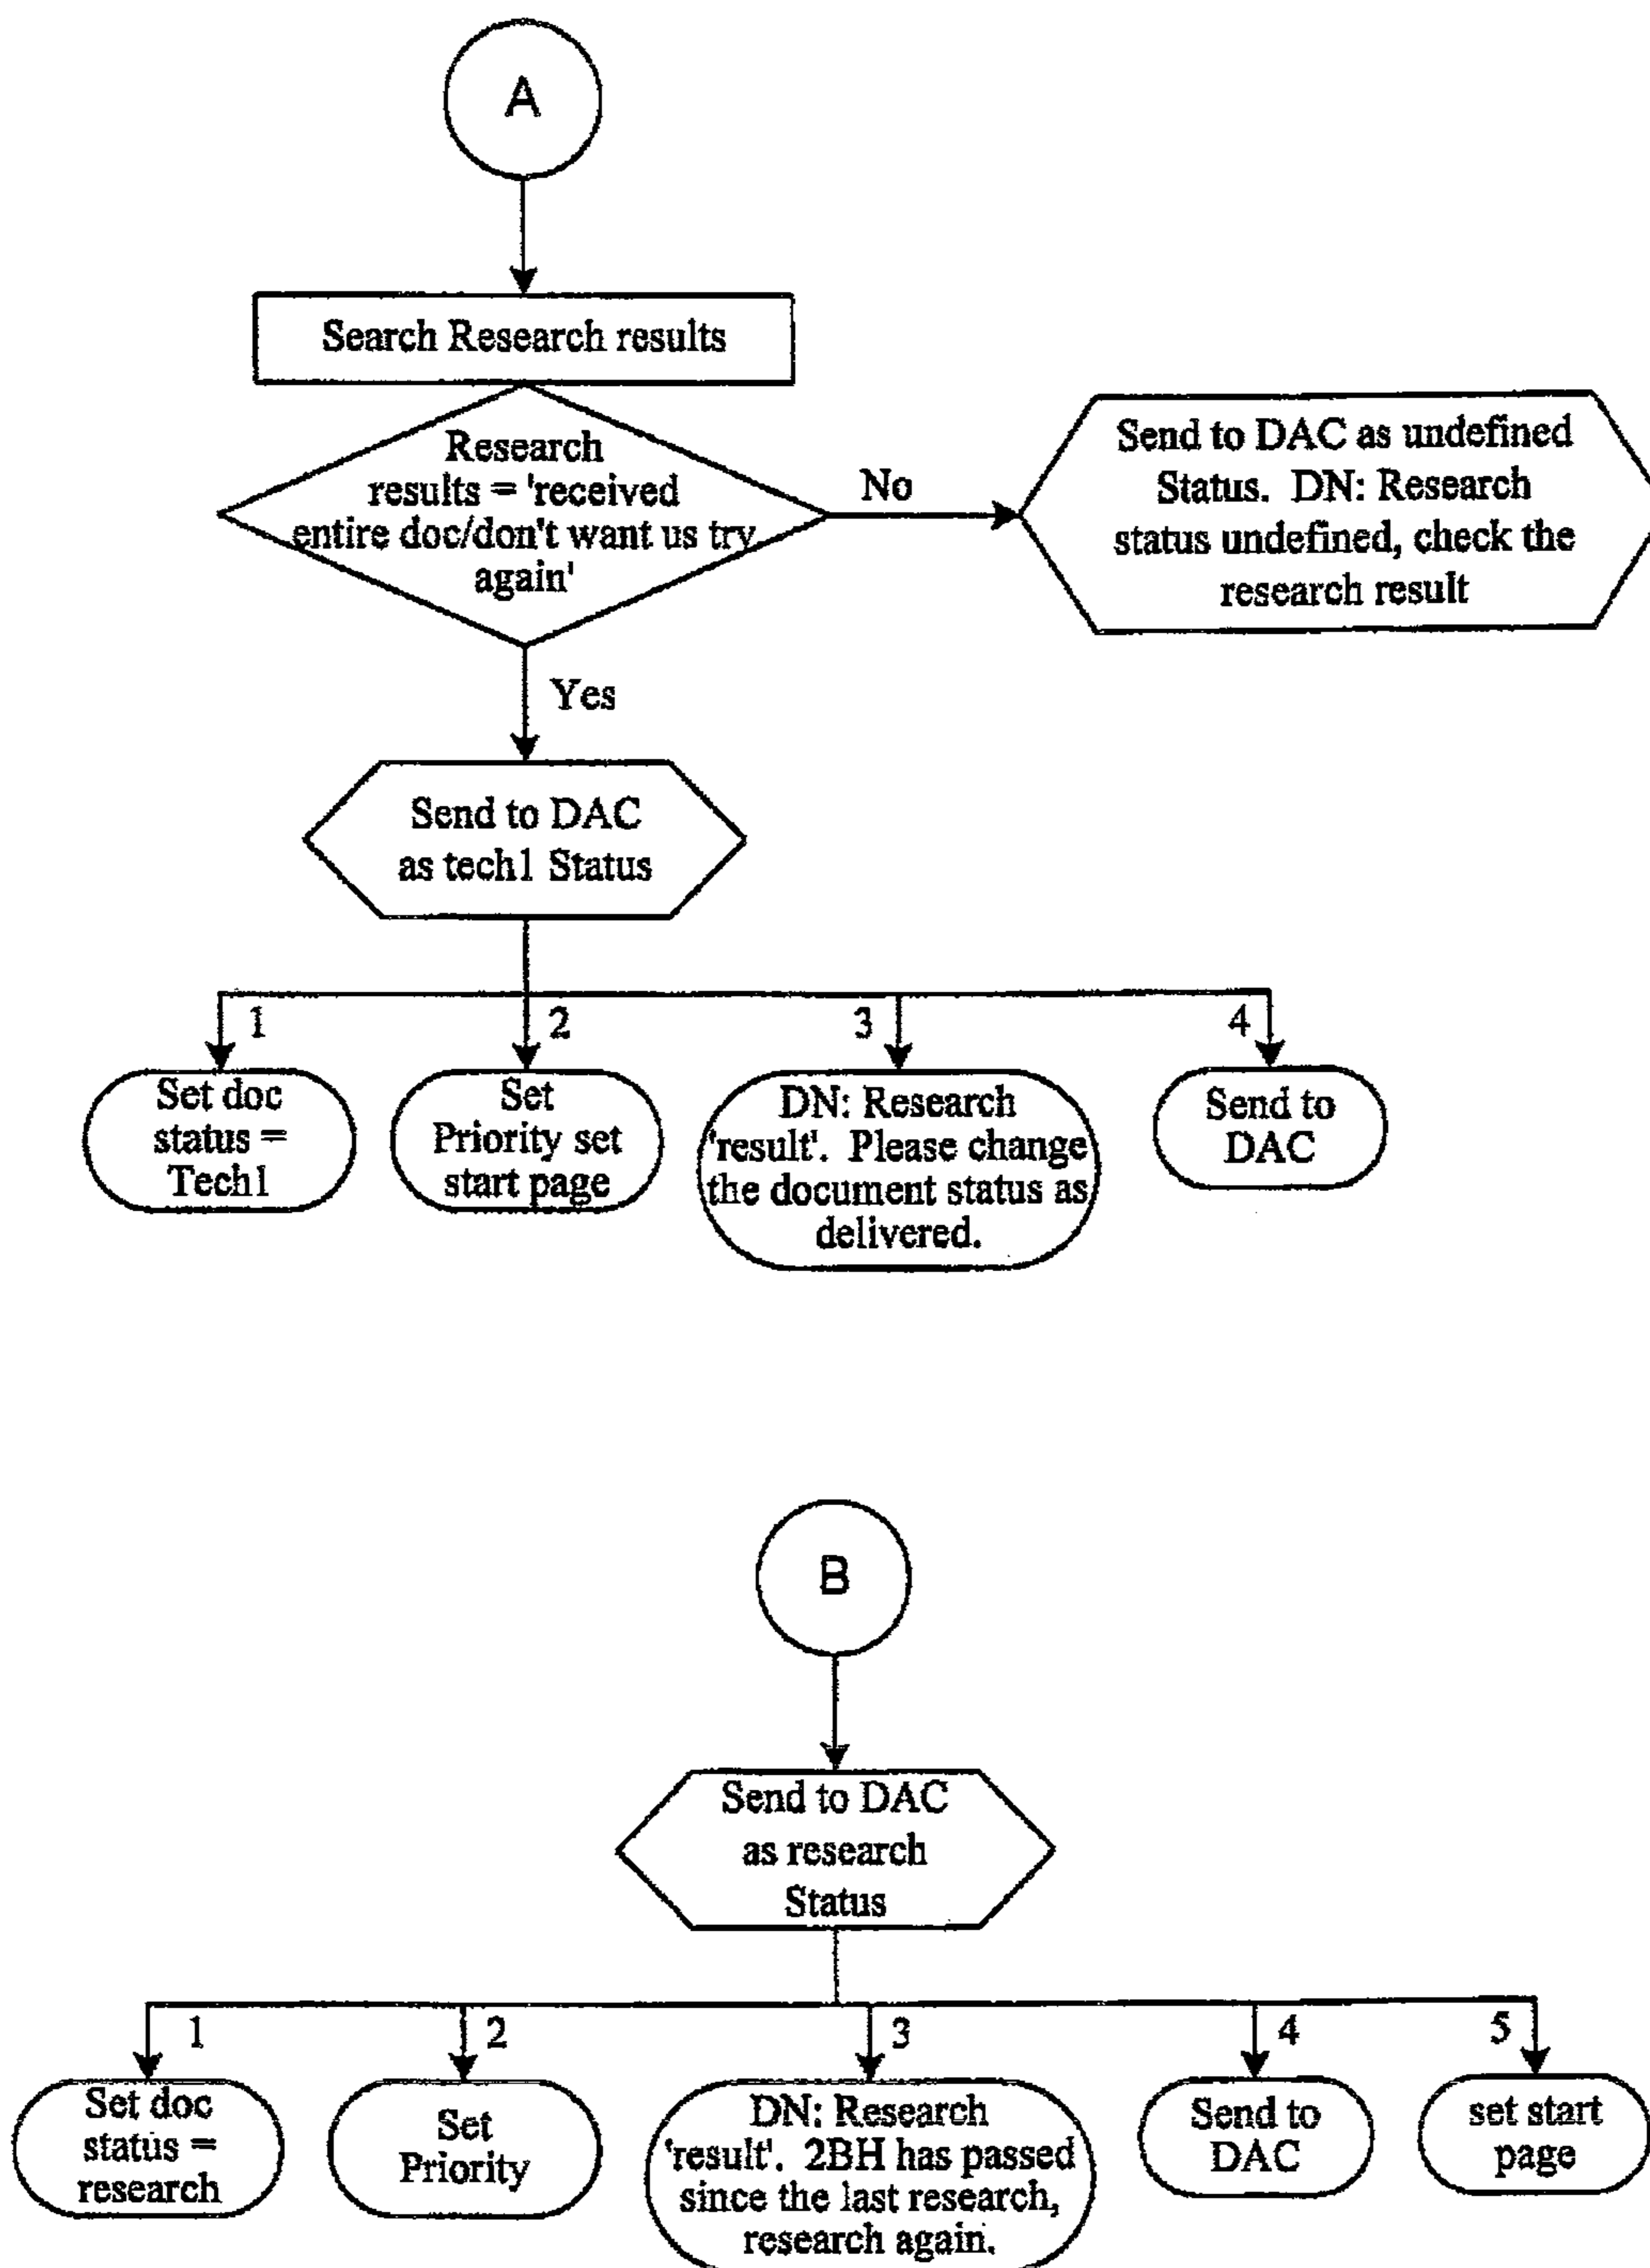 A
Search Research results
Research
results = 'received
entire doc/don't want us try
again'
No
Send to DAC as undefined
Status.  DN: Research
status undefined, check the
research result
Yes
Send to DAC
as tech1 Status
1
2
3
4
Set doc
status =
Tech1
Set
Priority set
start page
DN: Research
'result'.  Please change
the document status as
delivered.
Send to
DAC
B
Send to DAC
as research
Status
1
2
3
4
5
Set doc
status =
research
Set
Priority
DN: Research
'result'.  2BH has passed
since the last research,
research again.
Send to
DAC
set start
page